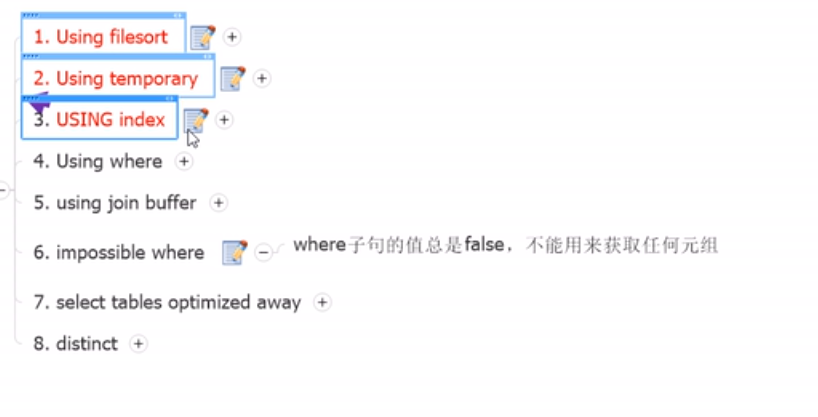 1. Using filesort
2. Using temporary
3. USING index
4. Using where
5. using join buffer
6. impossible where
where子句的值总是false，不能用来获取任何元组
7. select tables optimized away
8. distinct